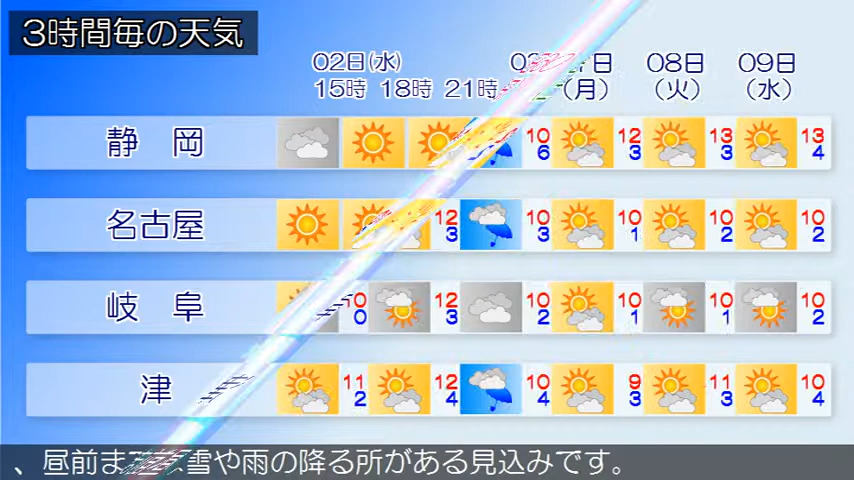 3時間毎の天気
02日(水) 7日 08日 09日
15時 18時 21時 (月) (火) (水)
静岡 10 6 12 3 13 3 13 4
名古屋 12 3 10 3 10 1 10 2 10 2
岐阜 10 0 12 3 10 2 10 1 10 1 10 2
津 11 2 12 4 10 4 9 3 11 3 10 4
、昼前ま 雪や雨の降る所がある見込みです。